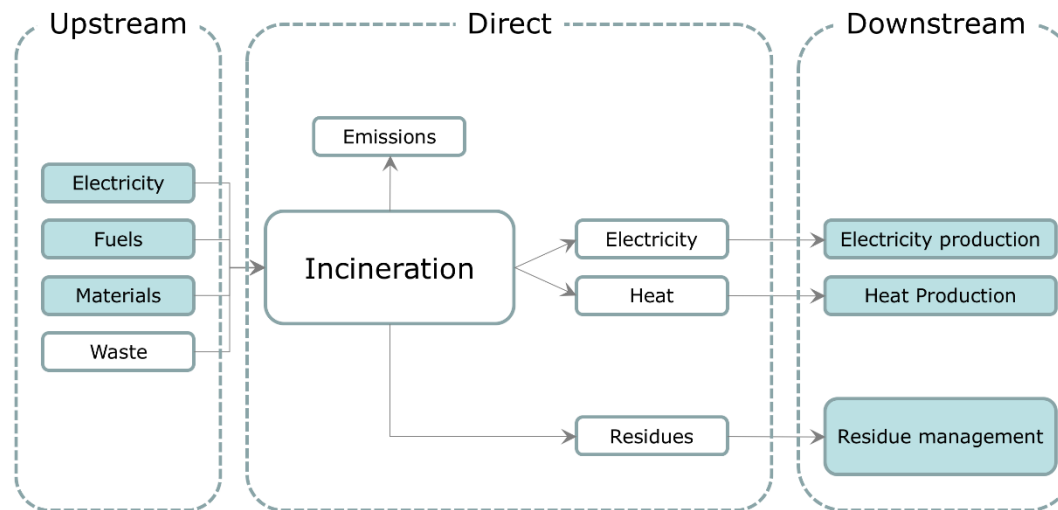 Upstream
Direct
Downstream
Emissions
Electricity
Fuels
Materials
Waste
Incineration
Electricity
Heat
Residues
Electricity production
Heat Production
Residue management